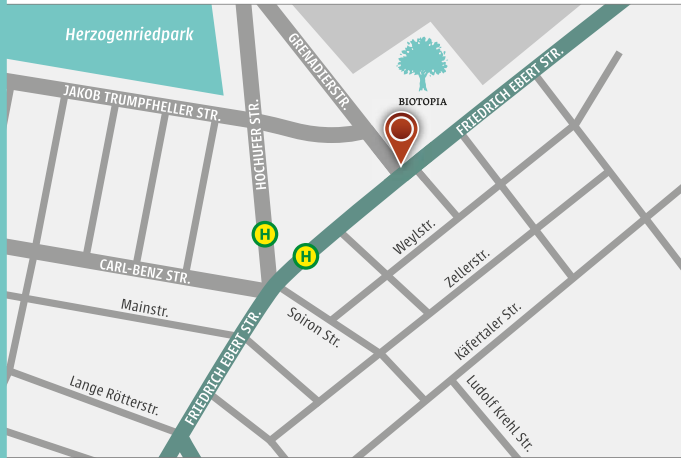 Herzogenriedpark
GRENADIERSTR.
BIOTOPIA
FRIEDRICH EBERT STR.
JAKOB TRUMPFHELLER STR.
HOCHUFER STR.
H
H
Weylstr.
CARL-BENZ STR.
Zellerstr.
Mainstr.
Soiron Str.
Käfertaler Str.
FRIEDRICH EBERT STR.
Lange Rötterstr.
Ludolf Krehl Str.